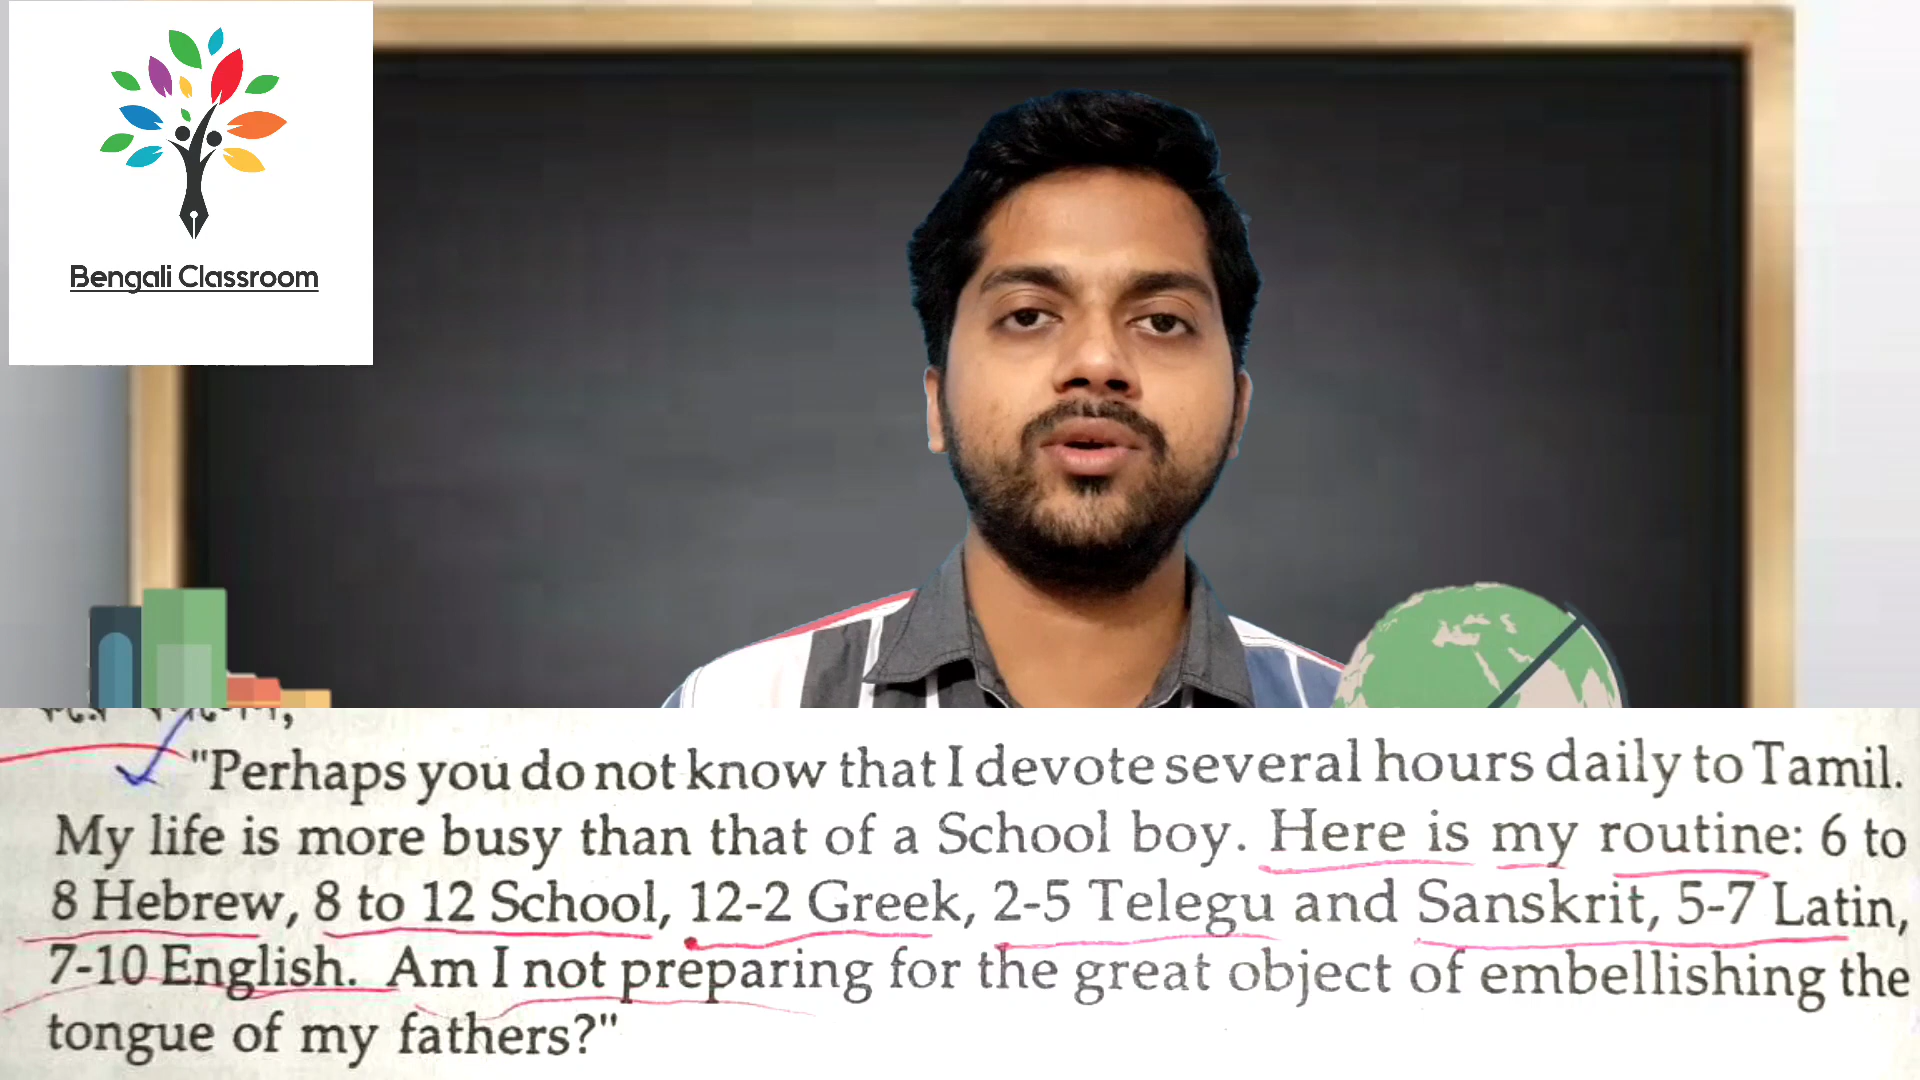 Bengali Classroom
"Perhaps you do not know that I devote several hours daily to Tamil.
My life is more busy than that of a School boy. Here is my routine: 6 to
8 Hebrew, 8 to 12 School, 12-2 Greek, 2-5 Telegu and Sanskrit, 5-7 Latin,
7-10 English. Am I not preparing for the great object of embellishing the
tongue of my fathers?"